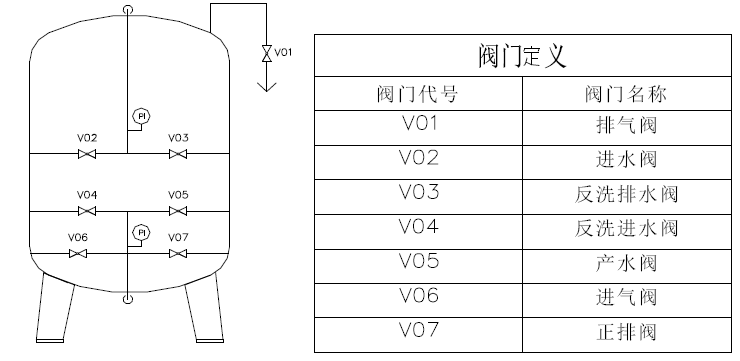 V01
PI
V02 V03
V04 V05
PI
V06 V07
阀门定义
阀门代号 阀门名称
V01 排气阀
V02 进水阀
V03 反洗排水阀
V04 反洗进水阀
V05 产水阀
V06 进气阀
V07 正排阀